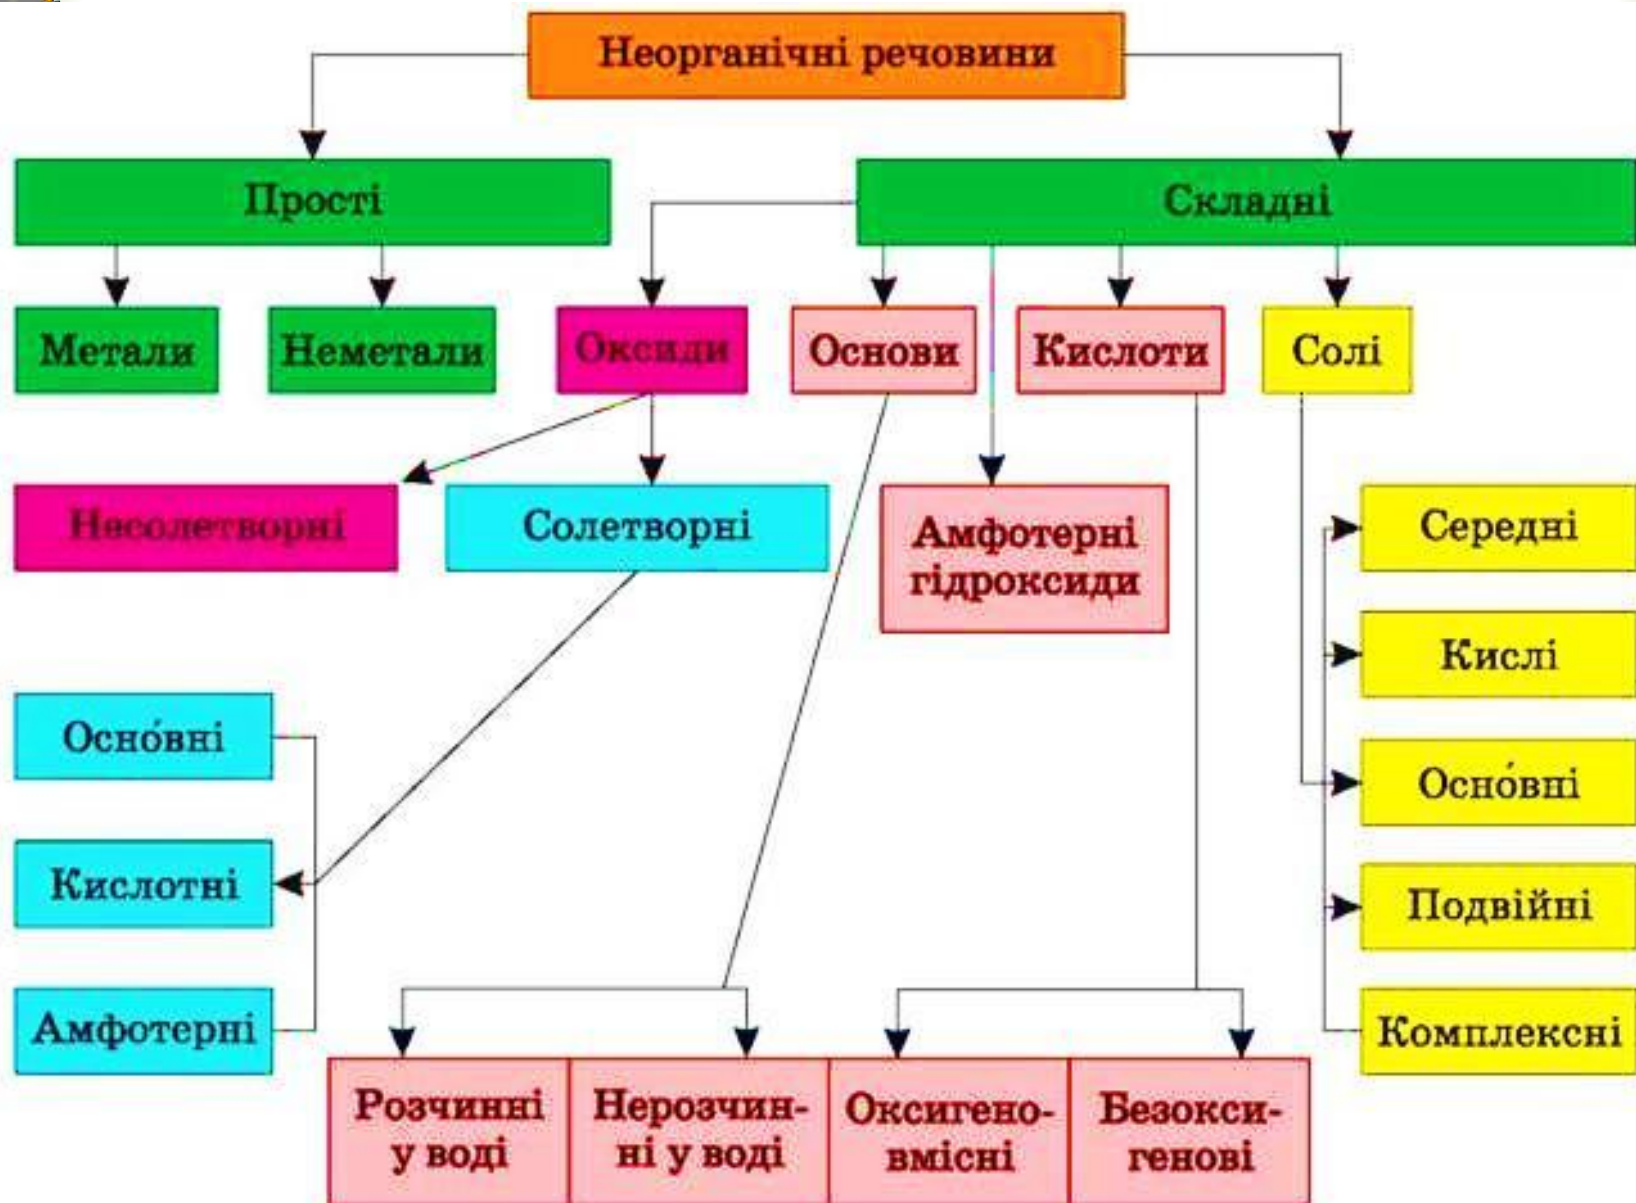 Неорганічні речовини
Прості
Складні
Метали
Неметали
Оксиди
Основи
Кислоти
Солі
Несолетворні
Солетворні
Амфотерні
гідроксиди
Середні
Кислі
Осно́вні
Кислотні
Амфотерні
Осно́вні
Подвійні
Комплексні
Розчинні
у воді
Нерозчин-
ні у воді
Оксигено-
вмісні
Безокси-
генові